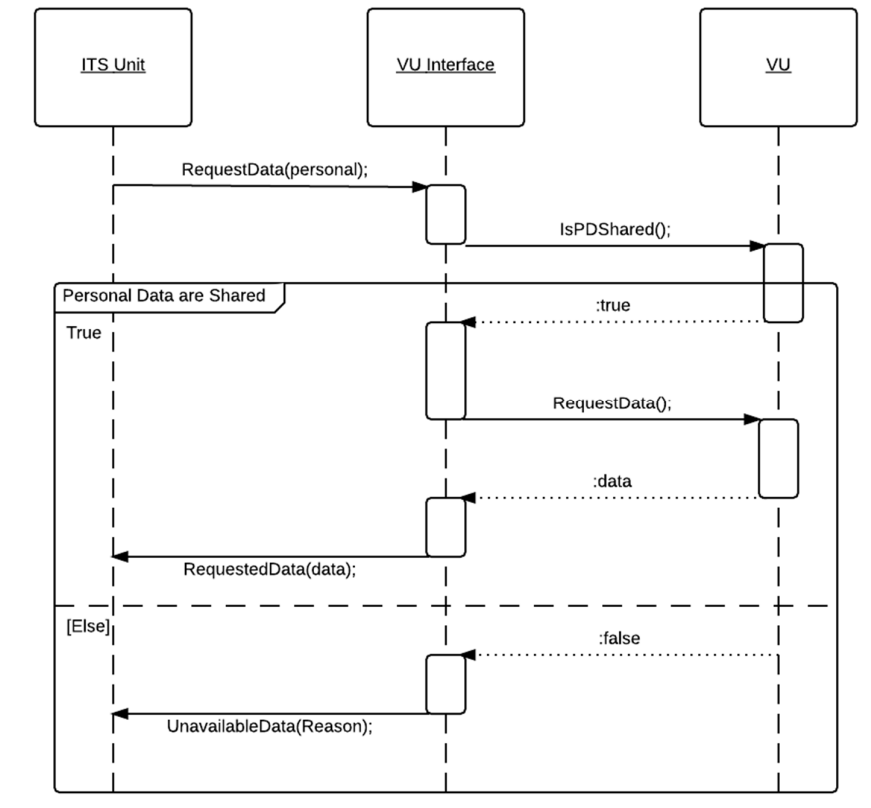 ITS Unit
VU Interface
VU
RequestData(personal);
IsPDShared();
Personal Data are Shared
:true
True
RequestData();
:data
RequestedData(data);
[Else]
:false
UnavailableData(Reason);